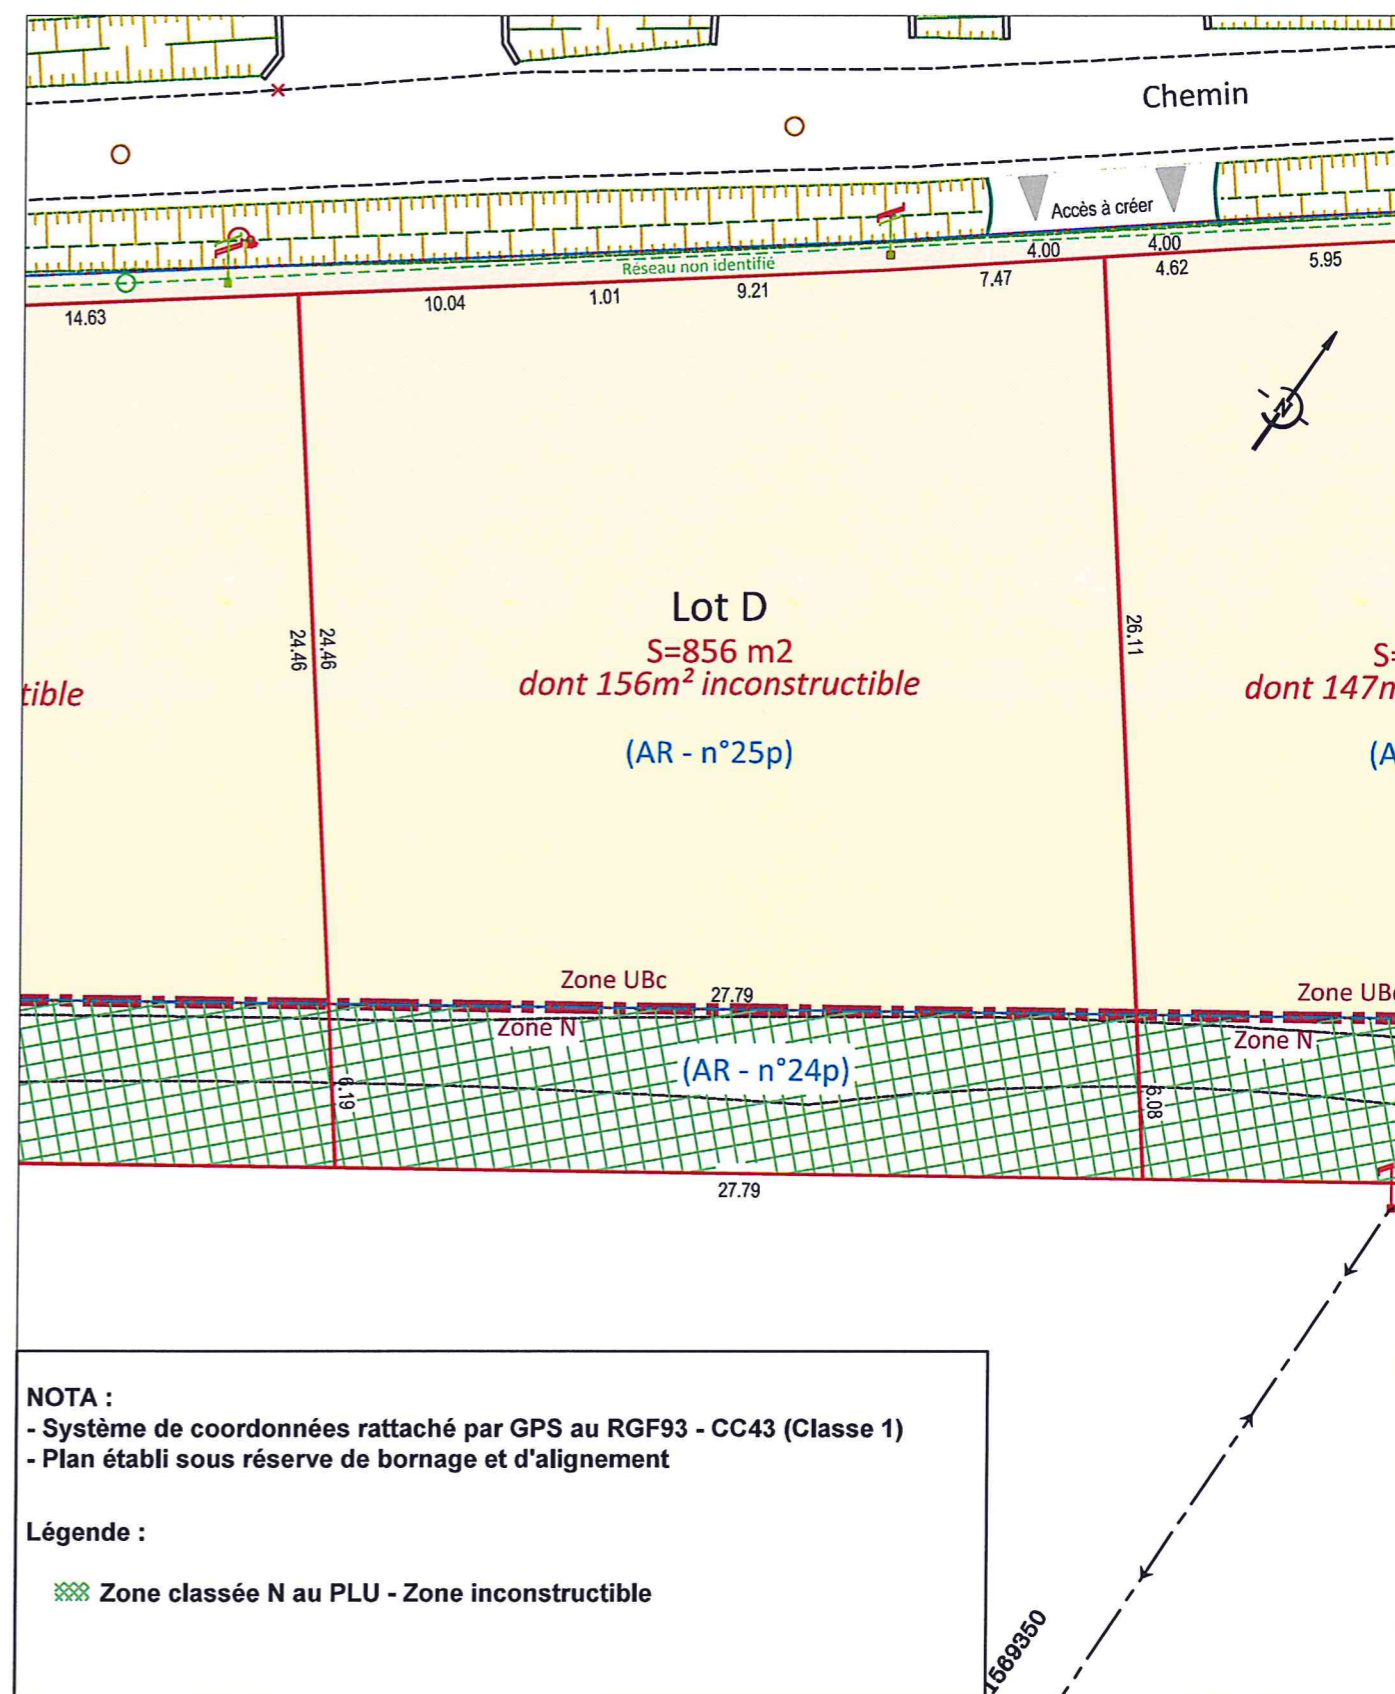 Chemin
Accès à créer
4.00
4.00
Réseau non identifié
14.63
10.04
1.01
9.21
7.47
4.62
5.95
N
Lot D
S=856 m2
dont 156m² inconstructible
(AR - n°25p)
24.46
24.46
26.11
tible
S=
dont 147m
(A
Zone UBc
27.79
Zone UBc
Zone N
Zone N
(AR - n°24p)
6.19
6.08
27.79
NOTA :
- Système de coordonnées rattaché par GPS au RGF93 - CC43 (Classe 1)
- Plan établi sous réserve de bornage et d'alignement
Légende :
Zone classée N au PLU - Zone inconstructible
1569350